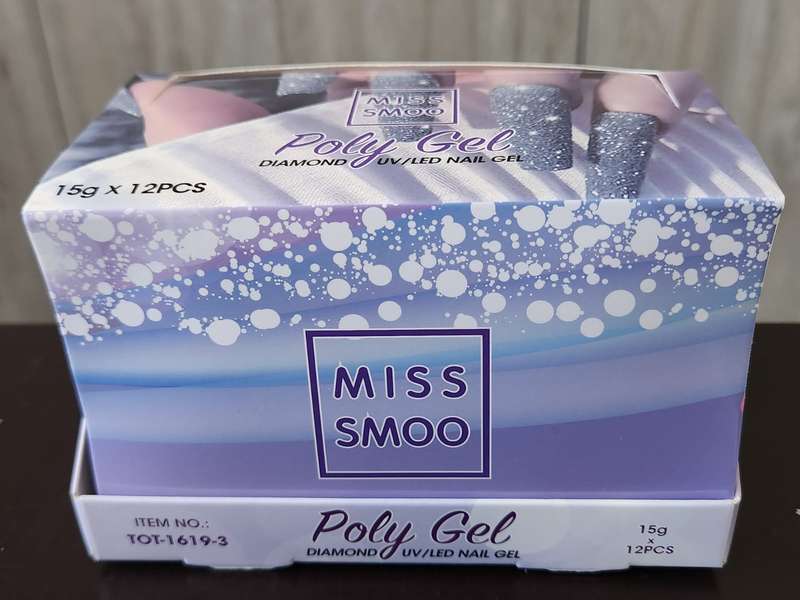 MISS
SMOO
Poly Gel
DIAMOND UV/LED NAIL GEL
15g X 12PCS
MISS
SMOO
ITEM NO.:
TOT-1619-3
Poly Gel
DIAMOND UV/LED NAIL GEL
15g
x
12PCS